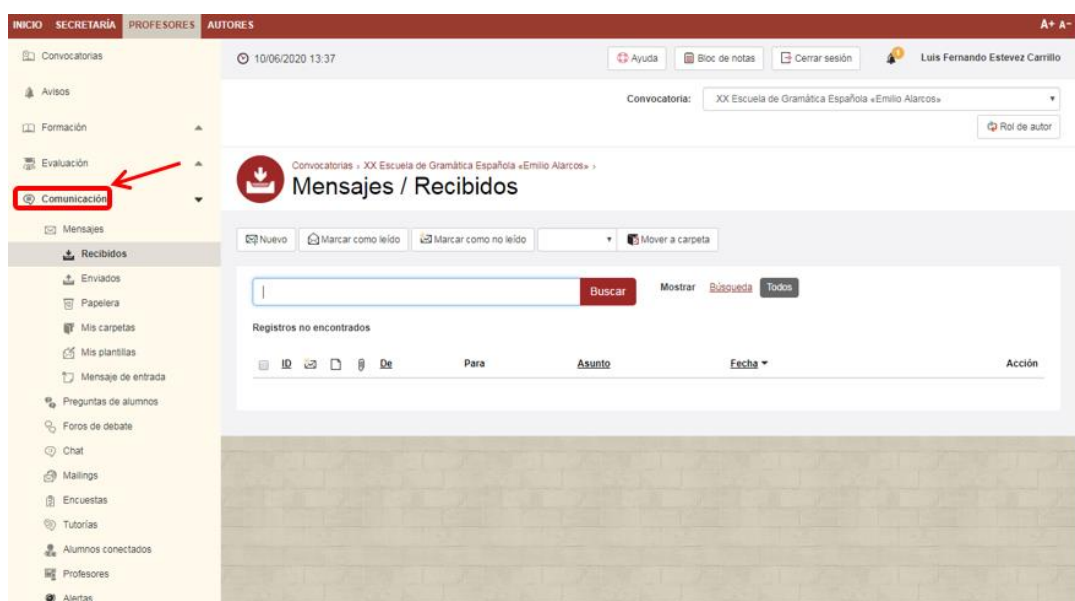 INICIO SECRETARÍA PROFESORES AUTORES A+ A-
Convocatorias
Avisos
Formación
Evaluación
Comunicación
Mensajes
Recibidos
Enviados
Papelera
Mis carpetas
Mis plantillas
Mensaje de entrada
Preguntas de alumnos
Foros de debate
Chat
Mailings
Encuestas
Tutorías
Alumnos conectados
Profesores
Alertas
10/06/2020 13:37 Ayuda Bloc de notas Cerrar sesión Luis Fernando Estevez Carrillo
Convocatoria: XX Escuela de Gramática Española «Emilio Alarcos»
Rol de autor
Convocatorias › XX Escuela de Gramática Española «Emilio Alarcos» ›
Mensajes / Recibidos
Nuevo Marcar como leído Marcar como no leído Mover a carpeta
Buscar Mostrar Búsqueda Todos
Registros no encontrados
ID De Para Asunto Fecha Acción